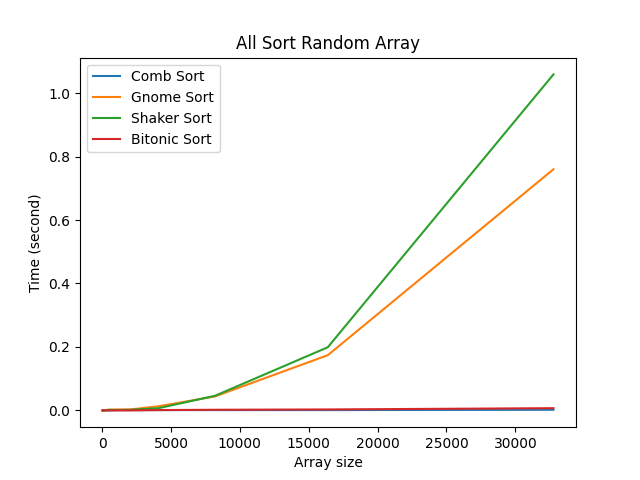 All Sort Random Array
Comb Sort
Gnome Sort
Shaker Sort
Bitonic Sort
Time (second)
1.0
0.8
0.6
0.4
0.2
0.0
0 5000 10000 15000 20000 25000 30000
Array size